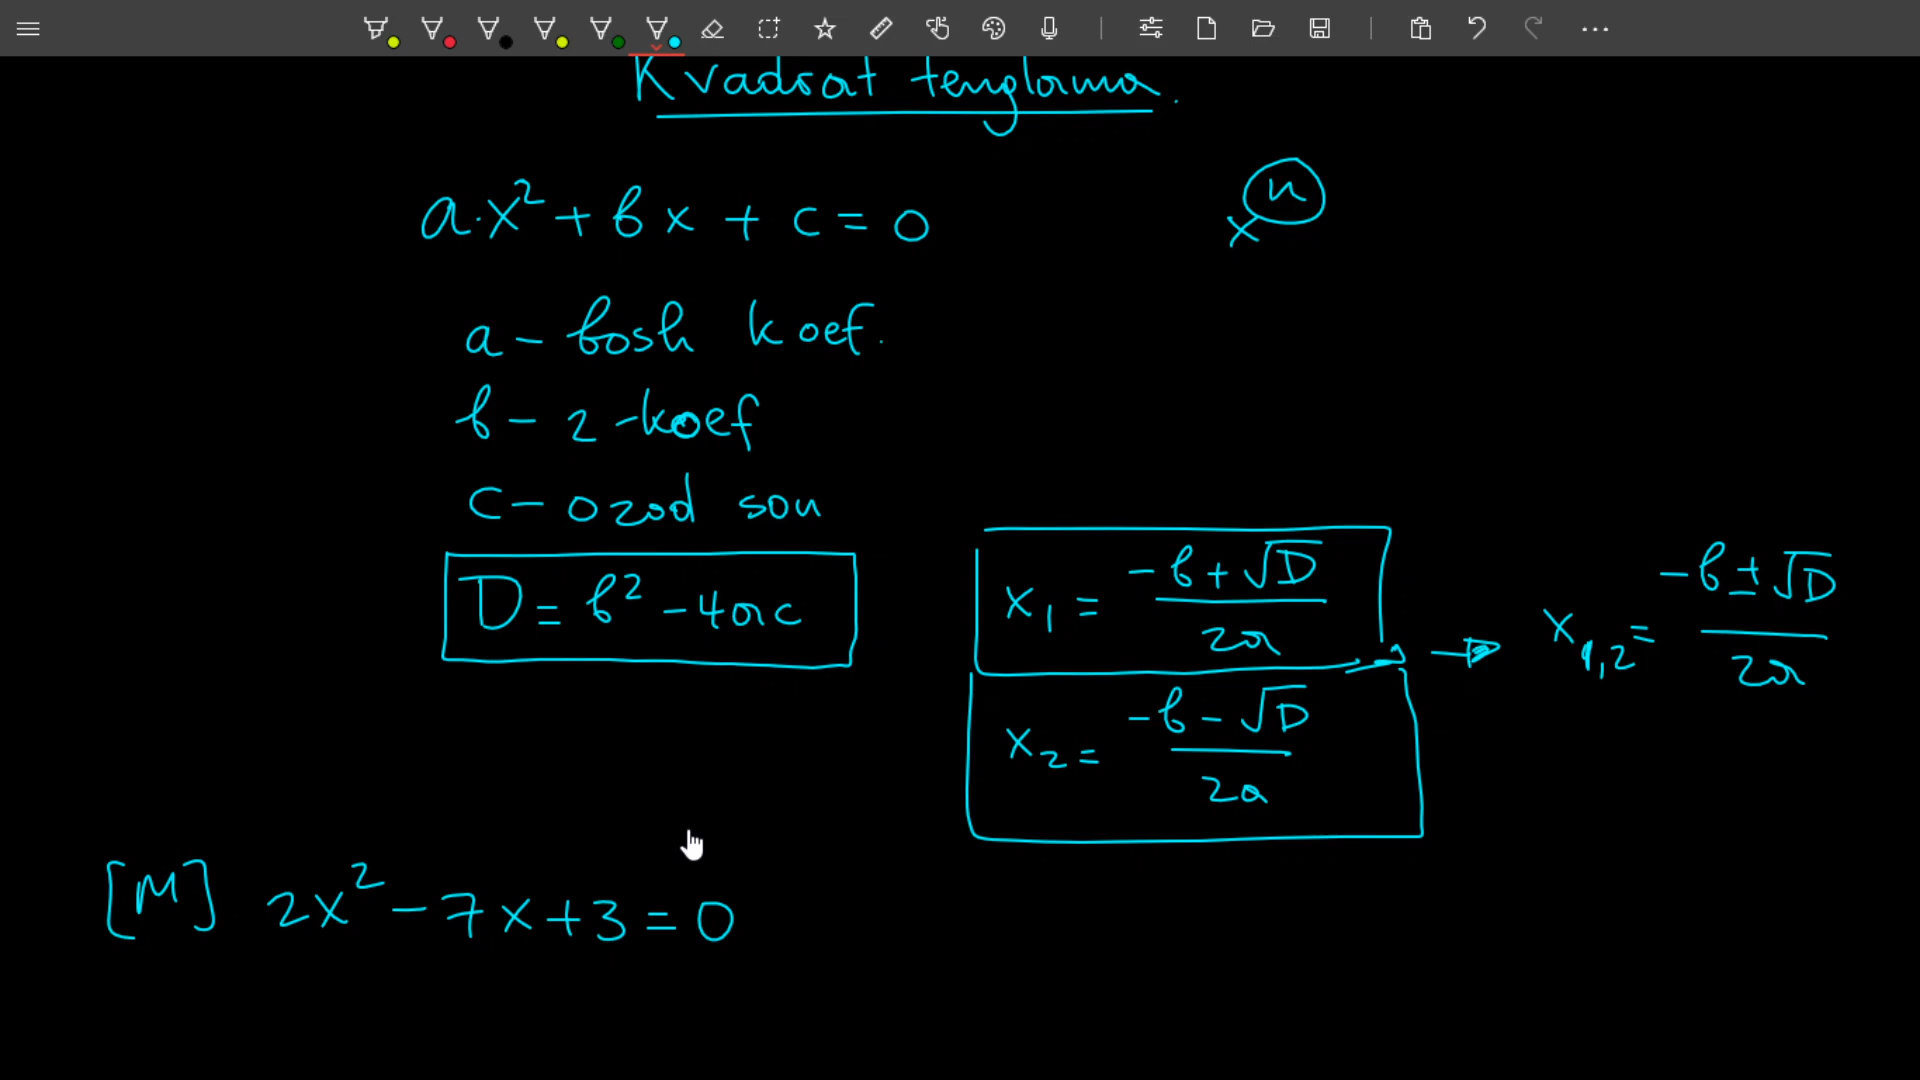 Kvadrat tenglama.
a·x² + bx + c = 0
xⁿ
a – bosh koef.
b – 2 -koef
c – ozod son
D = b² - 4ac
x₁ = (-b + √D) / 2a
x₂ = (-b - √D) / 2a
→ x₁,₂ = (-b ± √D) / 2a
[M] 2x² - 7x + 3 = 0